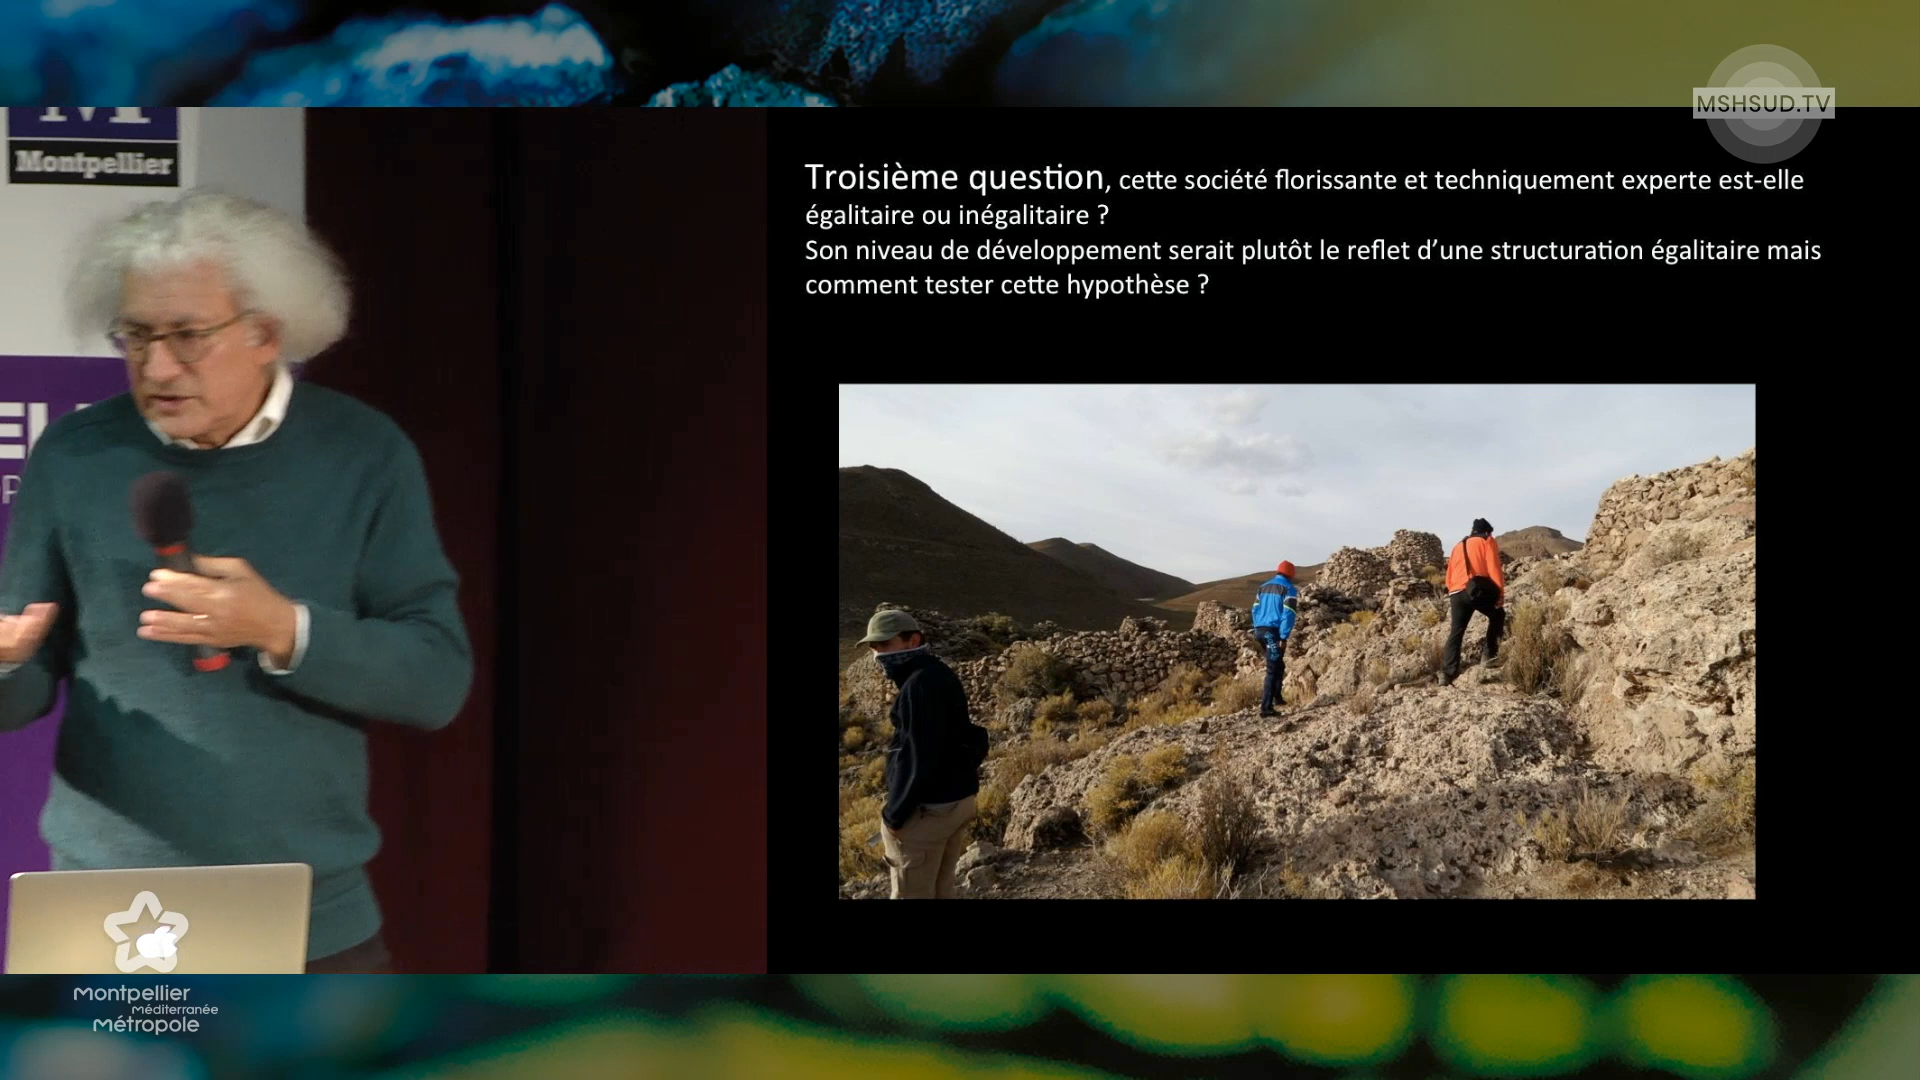 MSHSUD.TV
Montpellier
Troisième question, cette société florissante et techniquement experte est-elle
égalitaire ou inégalitaire ?
Son niveau de développement serait plutôt le reflet d’une structuration égalitaire mais
comment tester cette hypothèse ?
montpellier
méditerranée
métropole